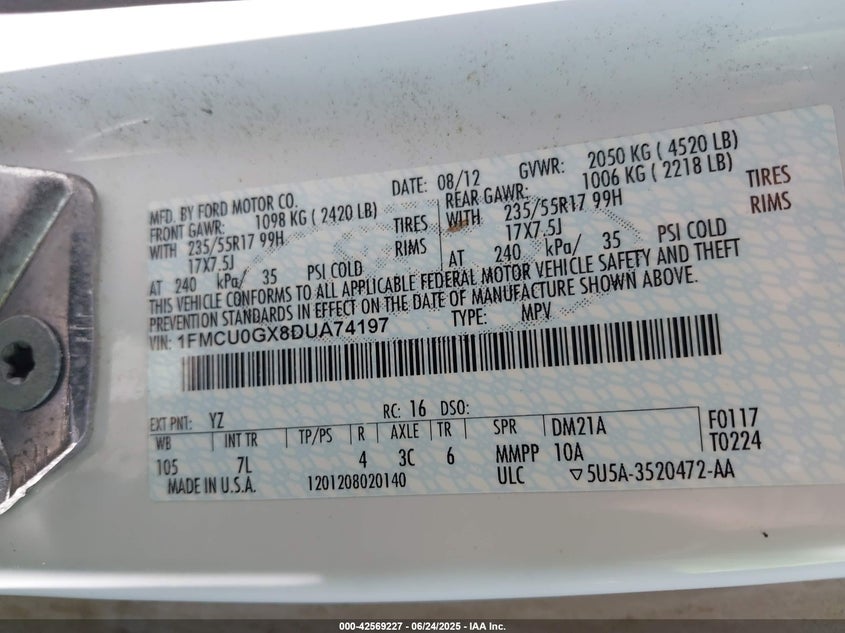 MFD. BY FORD MOTOR CO.
DATE: 08/12 GVWR: 2050 KG ( 4520 LB)
FRONT GAWR: 1098 KG ( 2420 LB) REAR GAWR: 1006 KG ( 2218 LB)
WITH 235/55R17 99H TIRES WITH 235/55R17 99H TIRES
17X7.5J RIMS 17X7.5J RIMS
AT 240 kPa/ 35 PSI COLD AT 240 kPa/ 35 PSI COLD
THIS VEHICLE CONFORMS TO ALL APPLICABLE FEDERAL MOTOR VEHICLE SAFETY AND THEFT
PREVENTION STANDARDS IN EFFECT ON THE DATE OF MANUFACTURE SHOWN ABOVE.
VIN: 1FMCU0GX8DUA74197 TYPE: MPV
EXT PNT: YZ RC: 16 DSO:
WB INT TR TP/PS R AXLE TR SPR DM21A F0117
105 7L 4 3C 6 MMPP 10A T0224
MADE IN U.S.A. 1201208020140 ULC ▽5U5A-3520472-AA
000-42569227 - 06/24/2025 - IAA Inc.